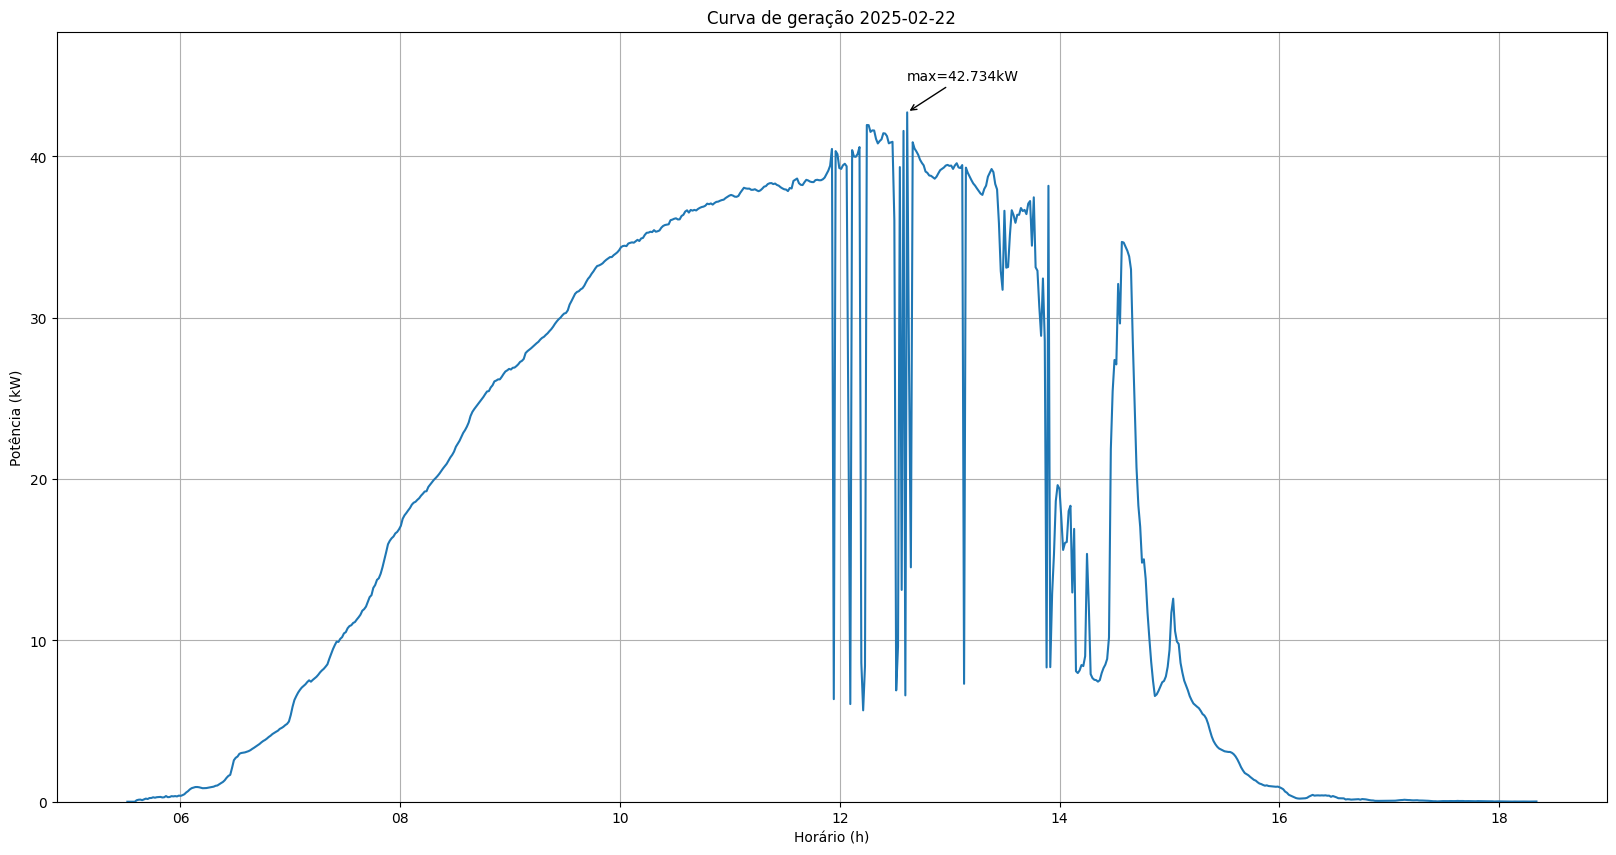 Curva de geração 2025-02-22
max=42.734kW
Potência (kW)
40
30
20
10
0
06 08 10 12 14 16 18
Horário (h)